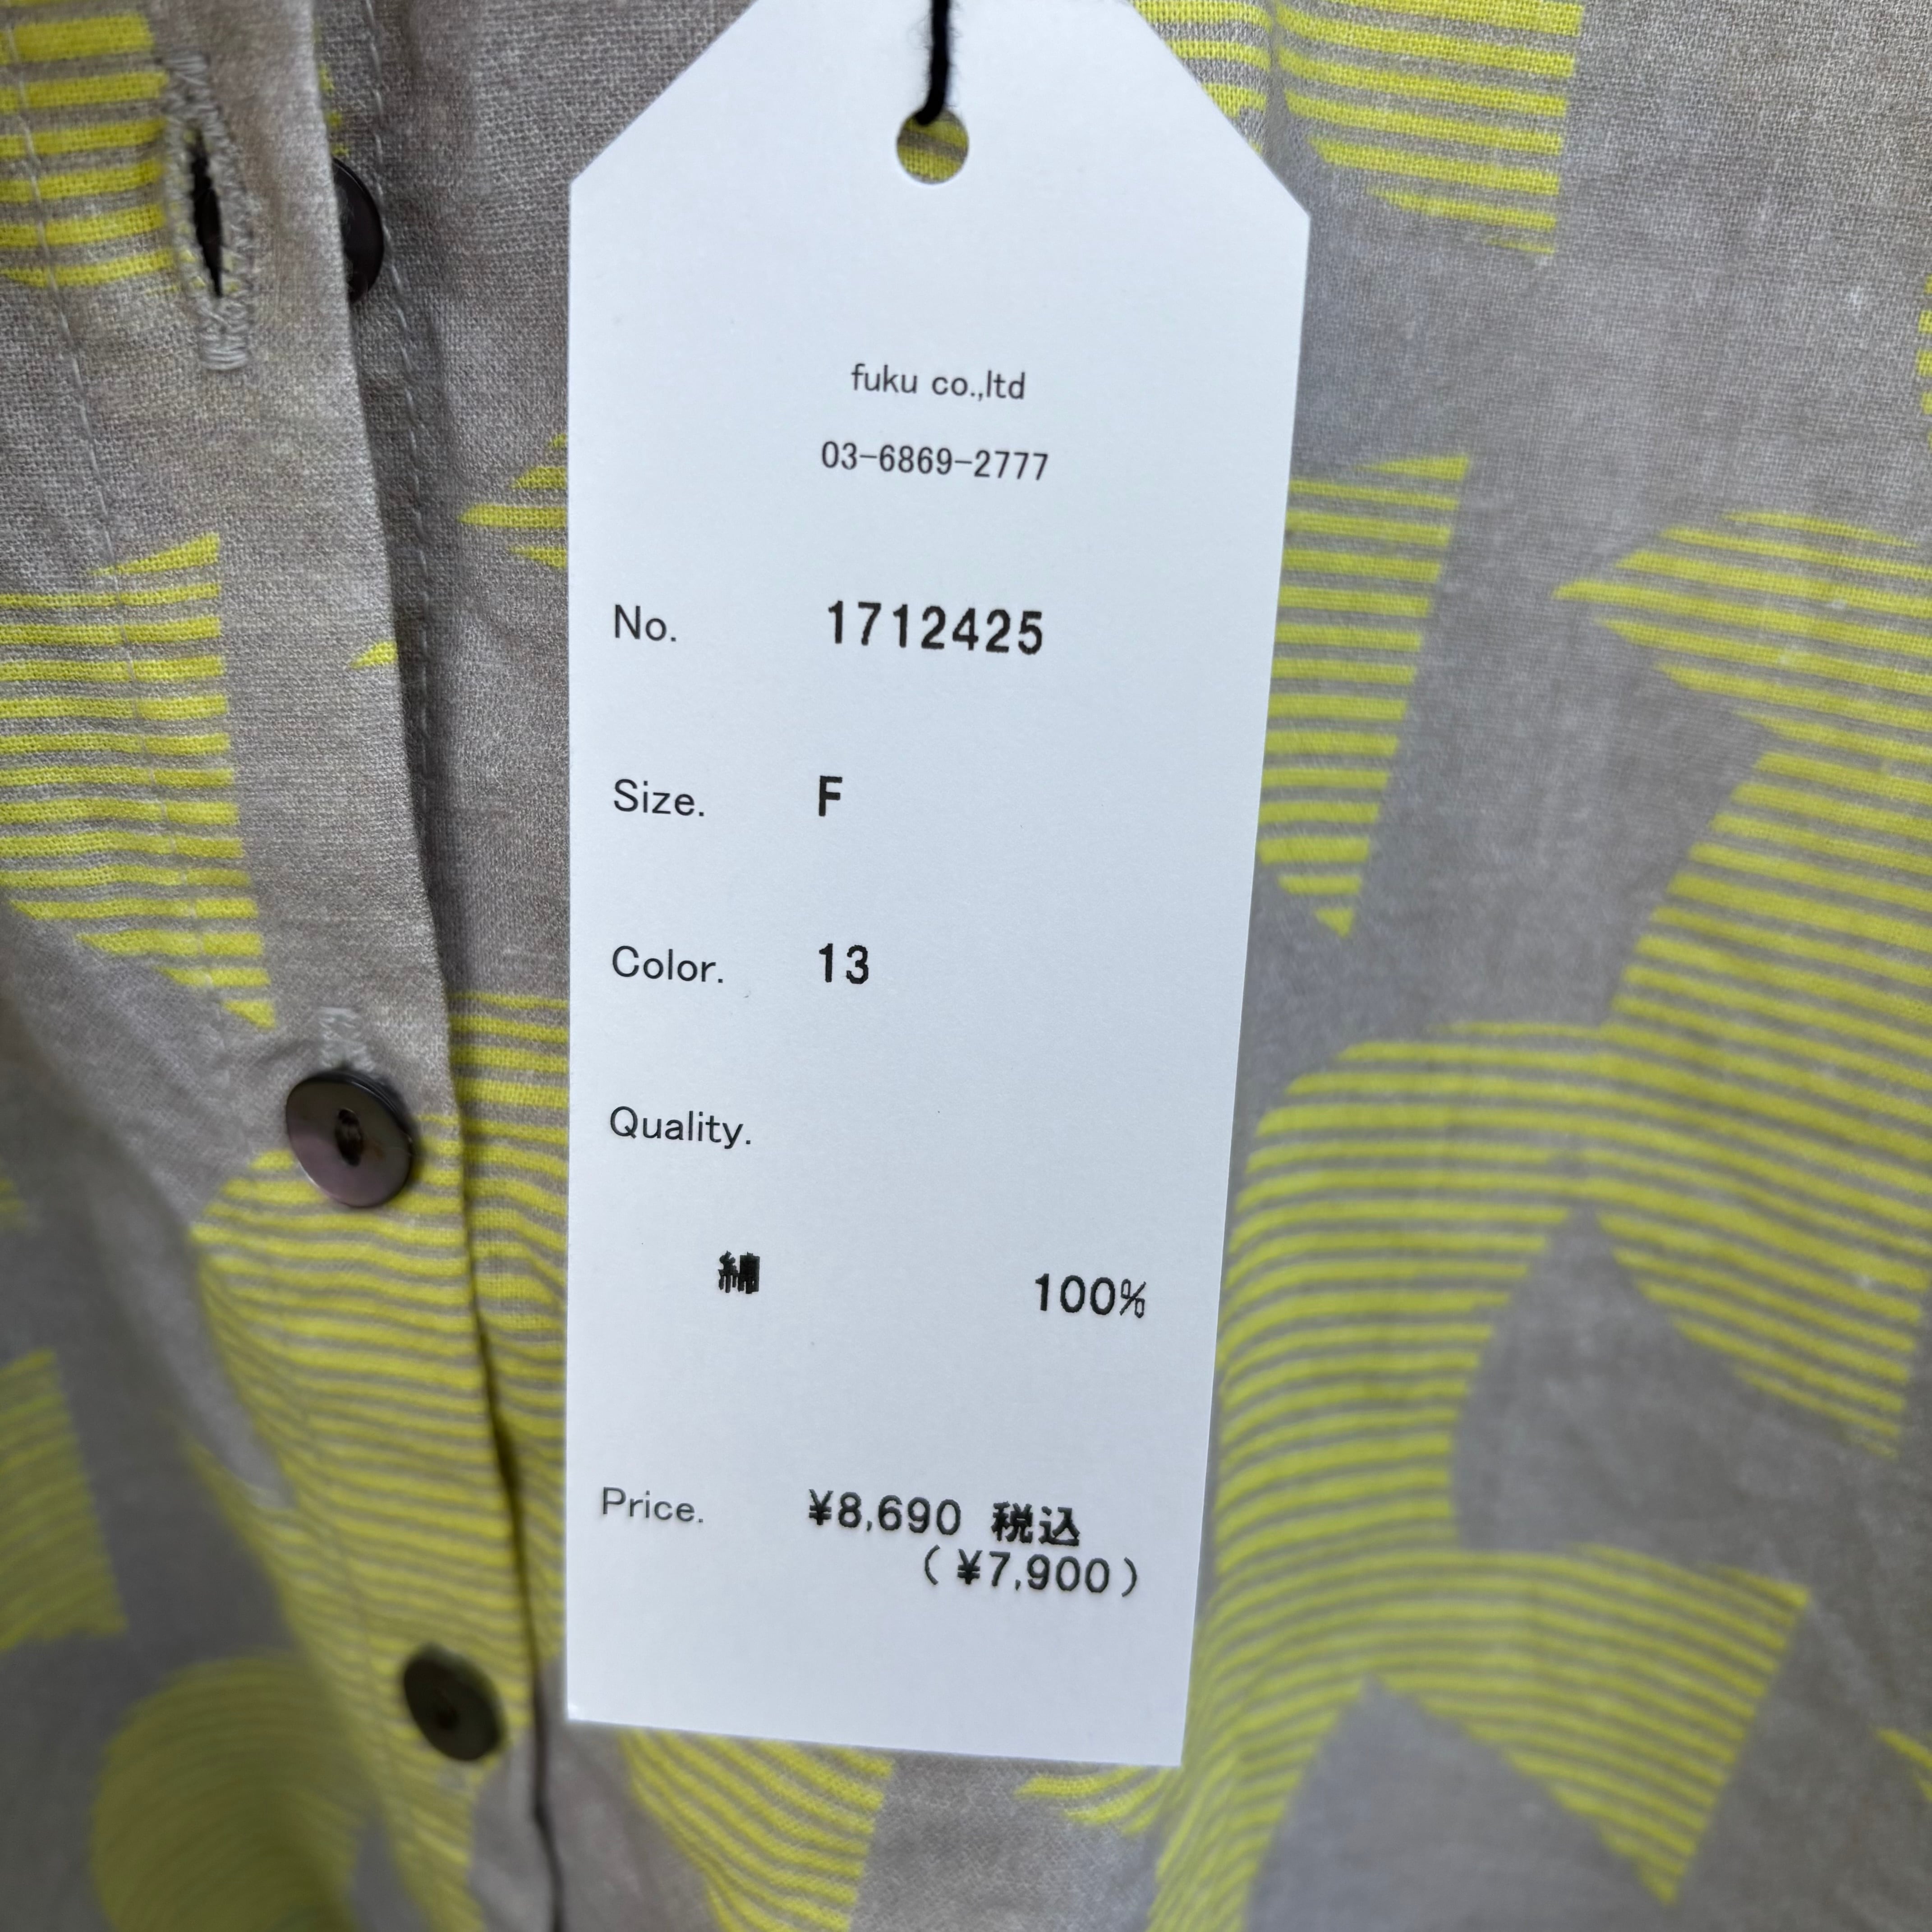 fuku co.,ltd
03-6869-2777
No. 1712425
Size. F
Color. 13
Quality.
綿 100%
Price. ¥8,690 税込
(¥7,900)